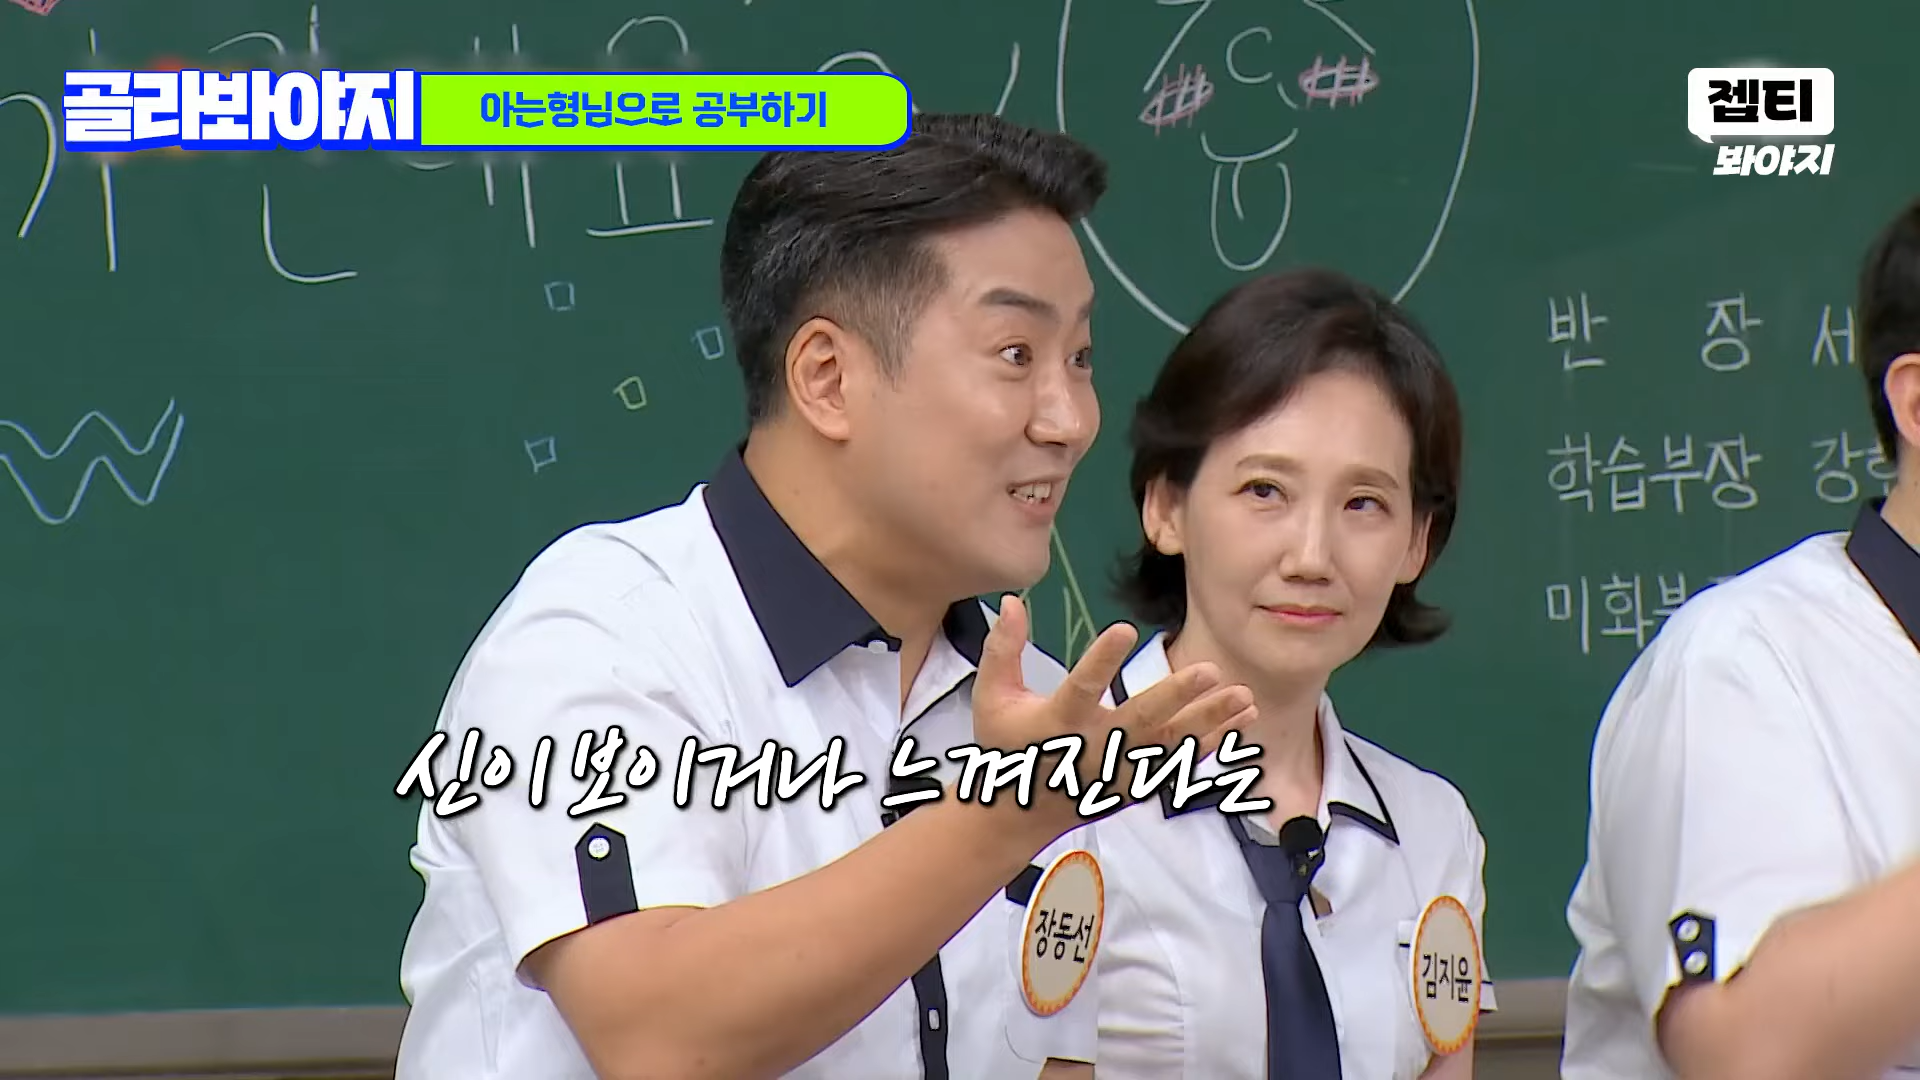 골라봐야지 아는형님으로 공부하기
젭티
봐야지
반 장 세
학습부장 강
미화부
신이 보이거나 느껴진다는
장동선
김지윤